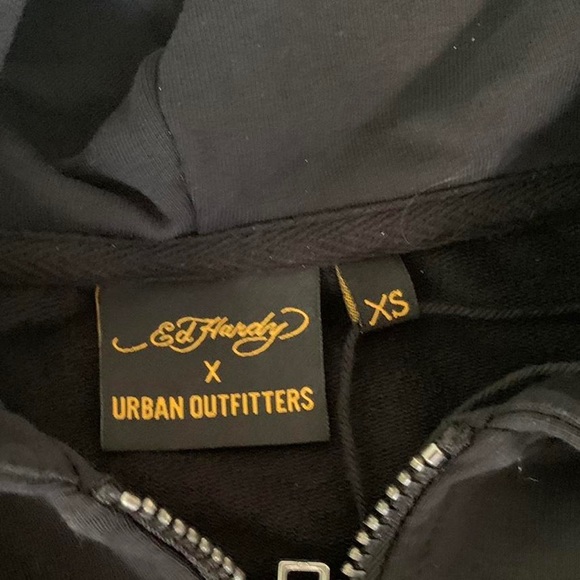 Ed Hardy
X
URBAN OUTFITTERS
XS